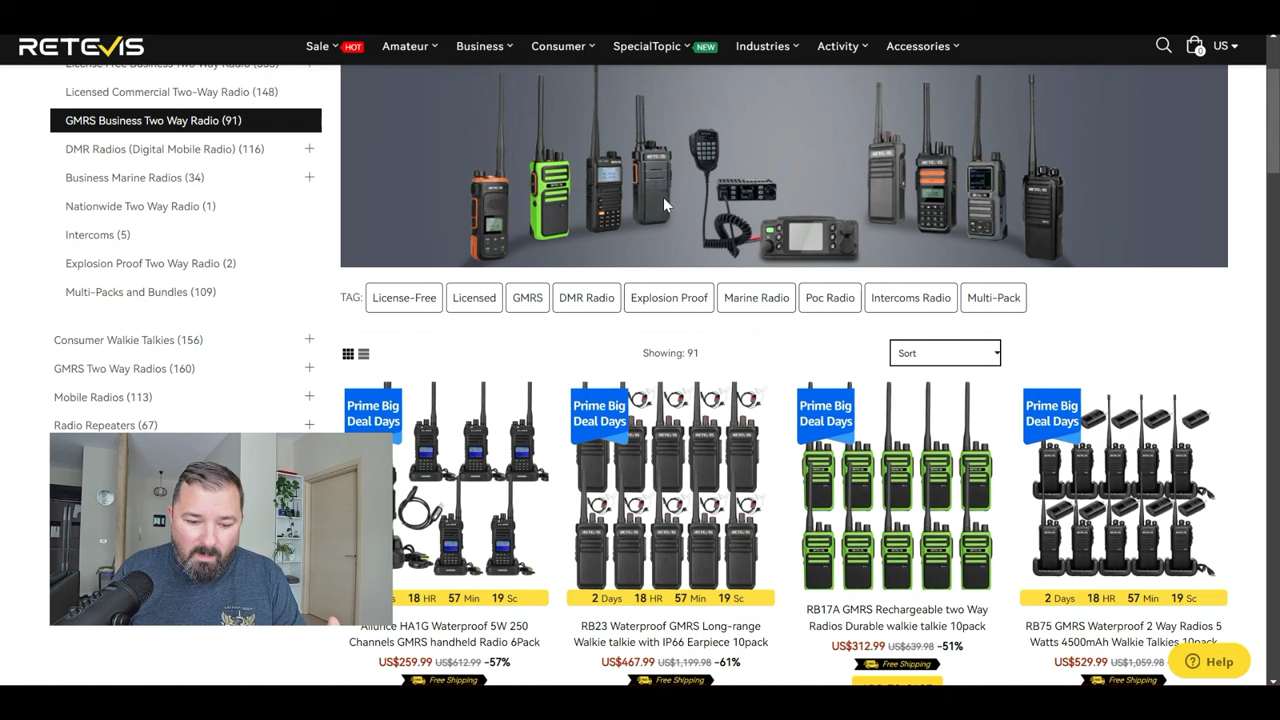 RETEVIS
Sale HOT Amateur Business Consumer SpecialTopic NEW Industries Activity Accessories 0 US
Licensed Commercial Two-Way Radio (148)
GMRS Business Two Way Radio (91)
DMR Radios (Digital Mobile Radio) (116)
Business Marine Radios (34)
Nationwide Two Way Radio (1)
Intercoms (5)
Explosion Proof Two Way Radio (2)
Multi-Packs and Bundles (109)
Consumer Walkie Talkies (156)
GMRS Two Way Radios (160)
Mobile Radios (113)
Radio Repeaters (67)
TAG: License-Free Licensed GMRS DMR Radio Explosion Proof Marine Radio Poc Radio Intercoms Radio Multi-Pack
Showing: 91
Sort
Prime Big
Deal Days
18 HR 57 Min 19 Sc
Ailunce HA1G Waterproof 5W 250
Channels GMRS handheld Radio 6Pack
US$259.99 US$612.99 -57%
Free Shipping
Prime Big
Deal Days
2 Days 18 HR 57 Min 19 Sc
RB23 Waterproof GMRS Long-range
Walkie talkie with IP66 Earpiece 10pack
US$467.99 US$1,199.98 -61%
Free Shipping
Prime Big
Deal Days
RB17A GMRS Rechargeable two Way
Radios Durable walkie talkie 10pack
US$312.99 US$639.98 -51%
Free Shipping
Prime Big
Deal Days
2 Days 18 HR 57 Min 19 Sc
RB75 GMRS Waterproof 2 Way Radios 5
Watts 4500mAh Walkie Talkies 10pack
US$529.99 US$1,059.98
Free Shipping
Help